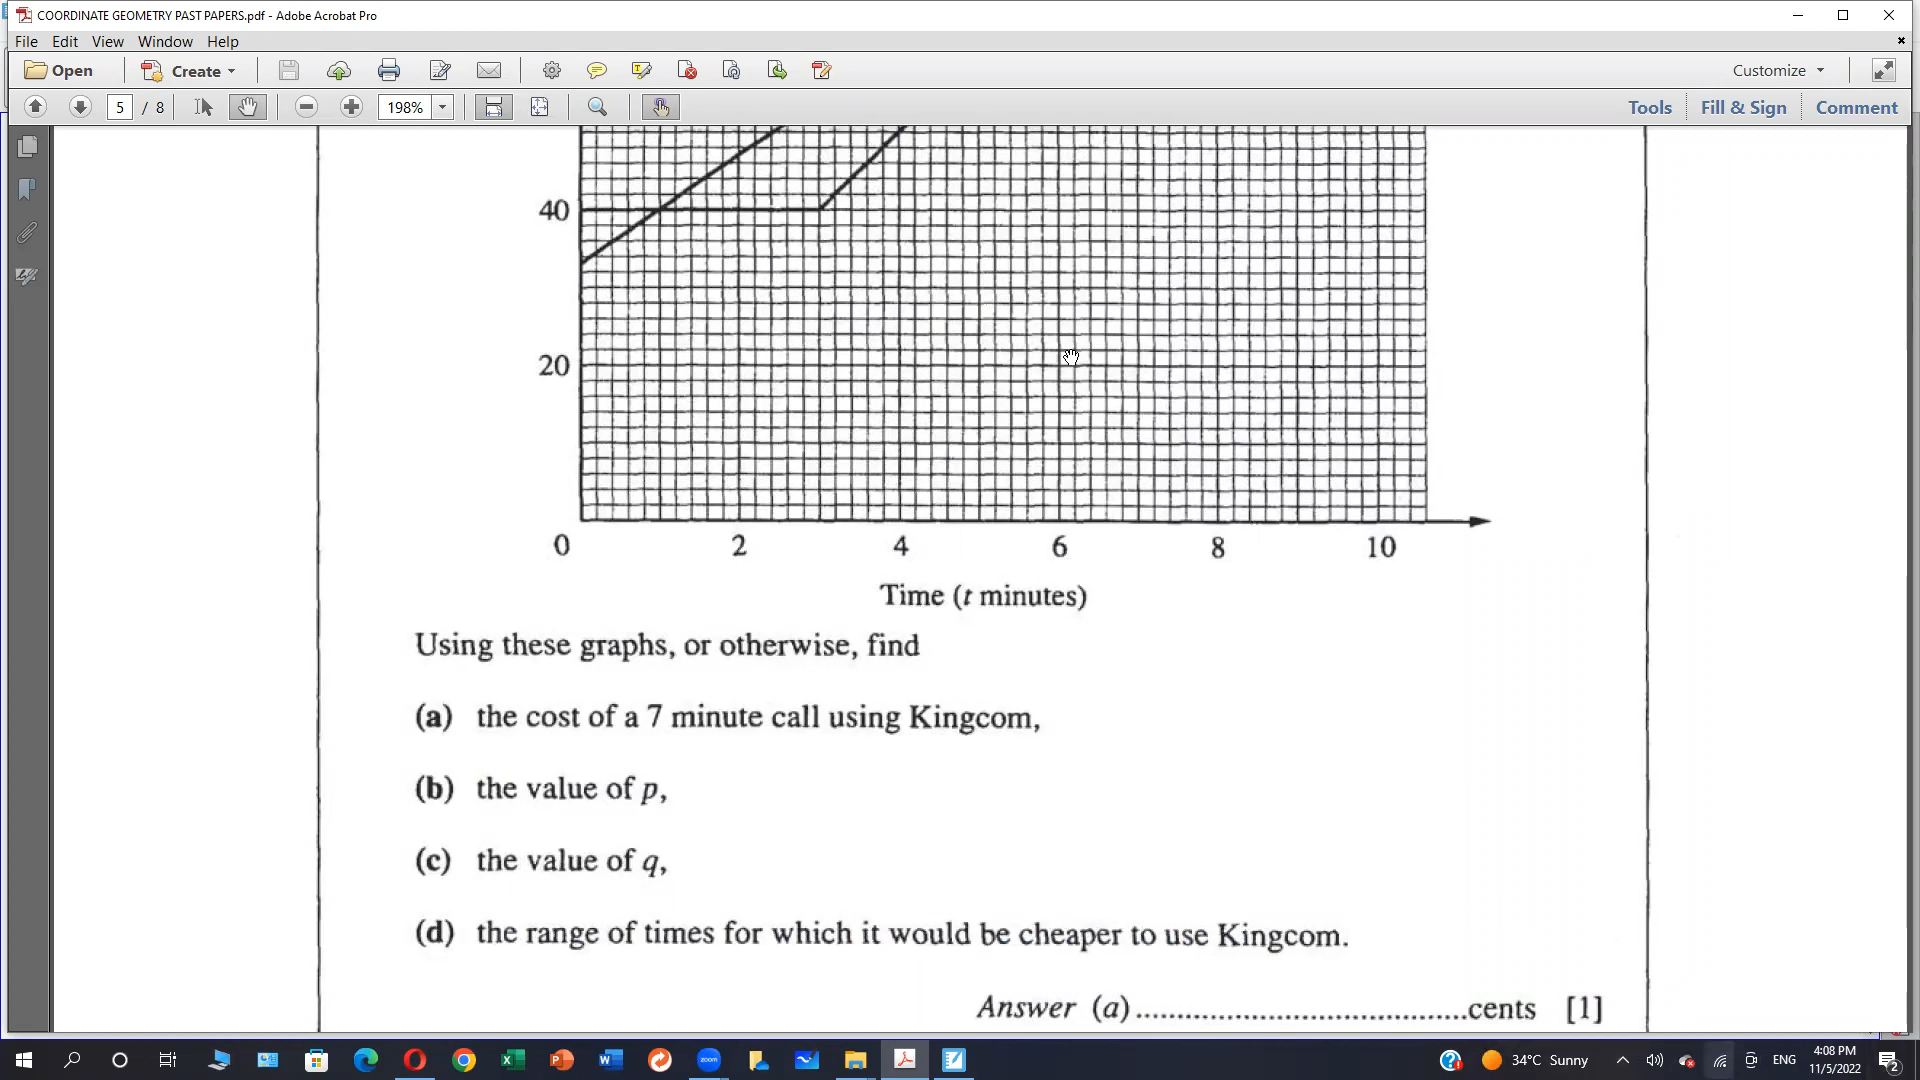 COORDINATE GEOMETRY PAST PAPERS.pdf - Adobe Acrobat Pro
File Edit View Window Help
Open Create Customize
5 / 8 198% Tools Fill & Sign Comment
40
20
0 2 4 6 8 10
Time (t minutes)
Using these graphs, or otherwise, find
(a) the cost of a 7 minute call using Kingcom,
(b) the value of p,
(c) the value of q,
(d) the range of times for which it would be cheaper to use Kingcom.
Answer (a)........................................cents [1]
34°C Sunny ENG 4:08 PM
11/5/2022 2
zoom